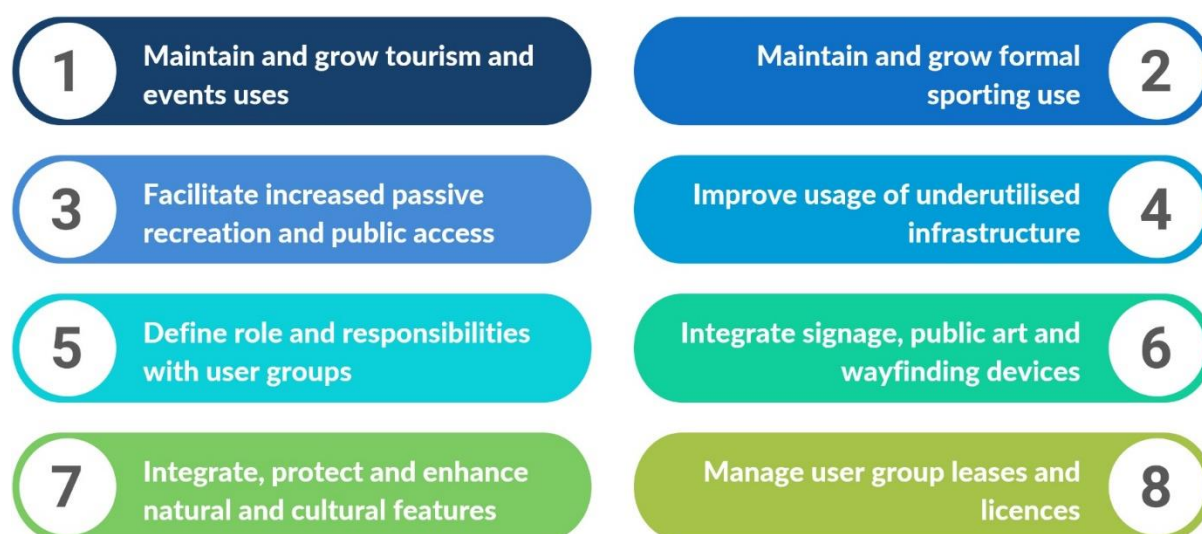 1
Maintain and grow tourism and
events uses
Maintain and grow formal
sporting use
2
3
Facilitate increased passive
recreation and public access
Improve usage of underutilised
infrastructure
4
5
Define role and responsibilities
with user groups
Integrate signage, public art and
wayfinding devices
6
7
Integrate, protect and enhance
natural and cultural features
Manage user group leases and
licences
8